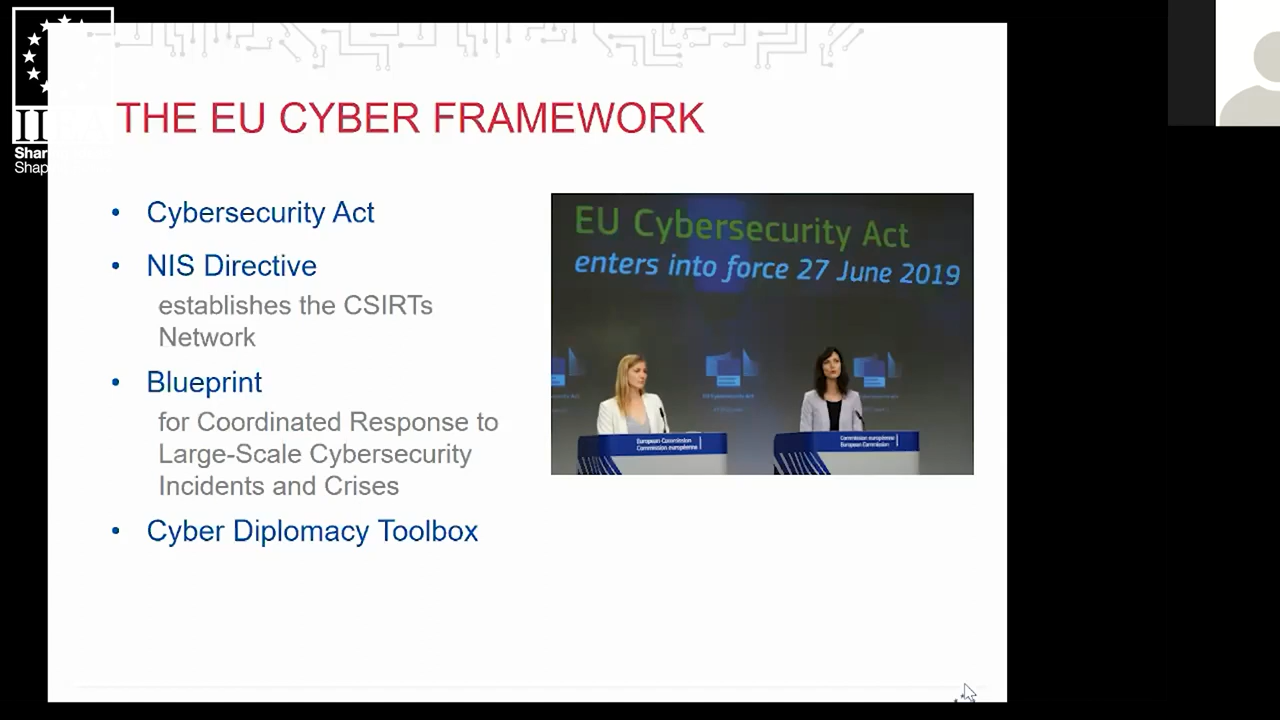 THE EU CYBER FRAMEWORK
Shar
Shap
• Cybersecurity Act
• NIS Directive
establishes the CSIRTs
Network
• Blueprint
for Coordinated Response to
Large-Scale Cybersecurity
Incidents and Crises
• Cyber Diplomacy Toolbox
EU Cybersecurity Act
enters into force 27 June 2019
European Commission
Commission européenne
Commission européenne
European Commission